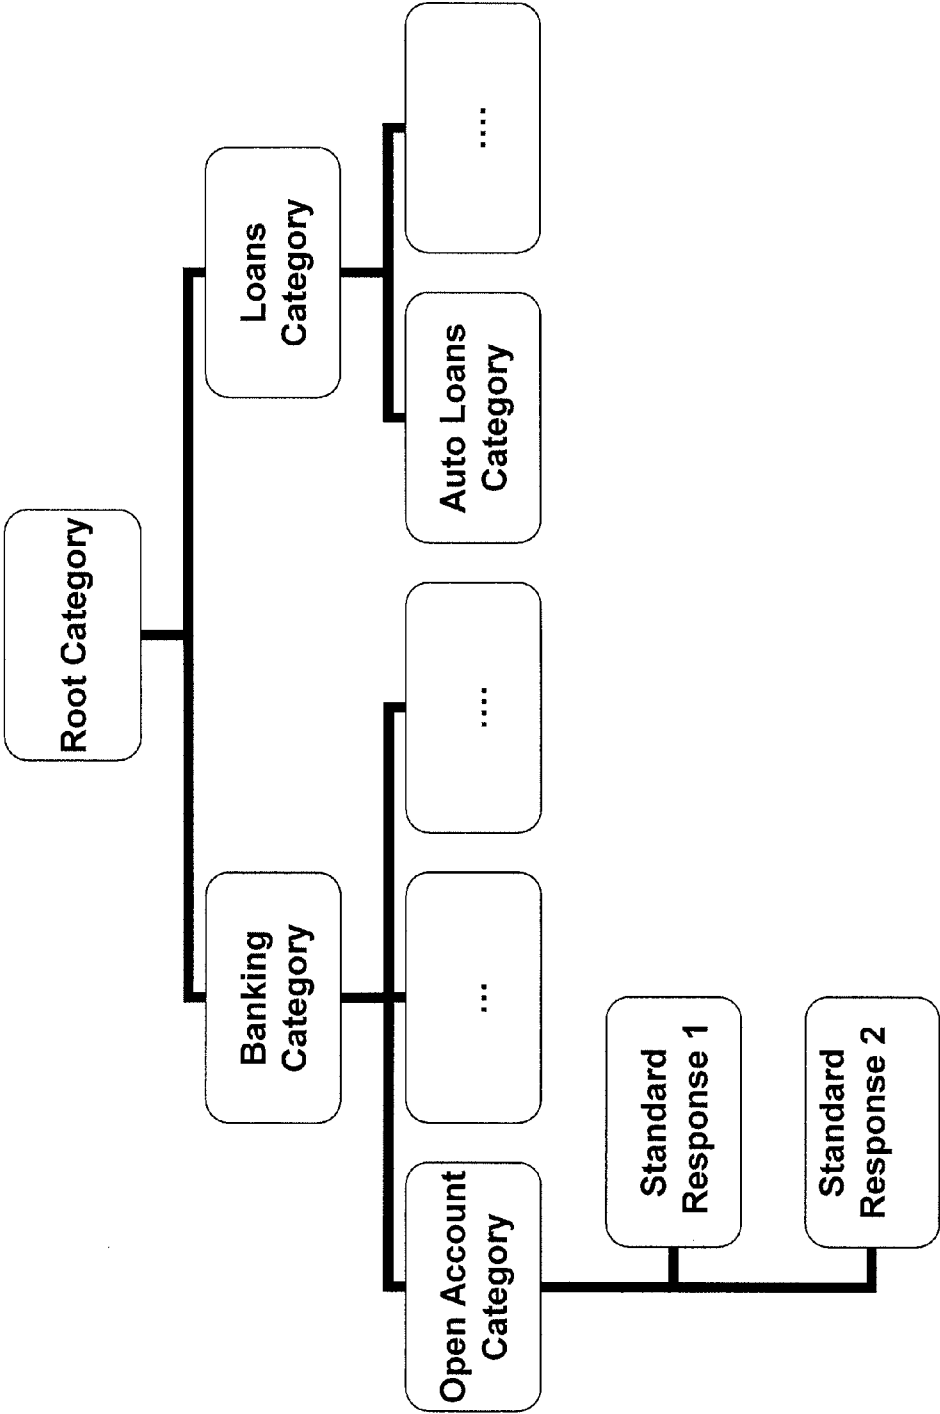 Root Category
Banking
Category
Loans
Category
Open Account
Category
...
....
Auto Loans
Category
....
Standard
Response 1
Standard
Response 2